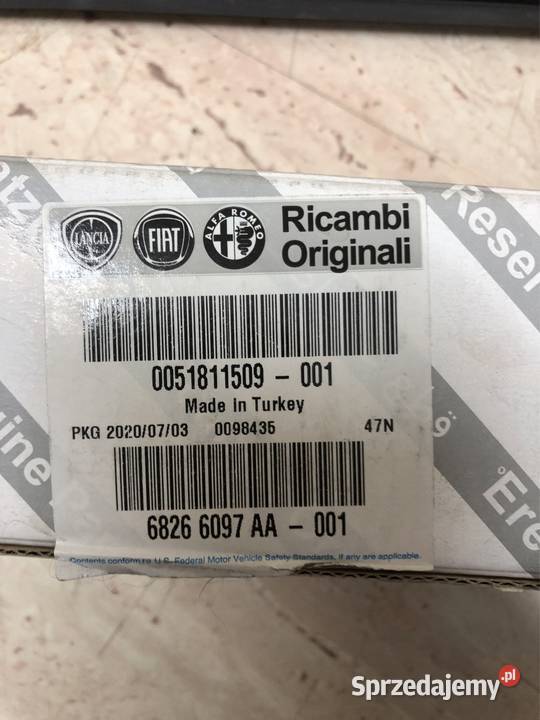 LANCIA
FIAT
ALFA ROMEO
Ricambi
Originali
0051811509 - 001
Made in Turkey
PKG 2020/07/03 0098435 47N
6826 6097 AA - 001
Contents conform to U.S. Federal Motor Vehicle Safety Standards, if any are applicable.
Sprzedajemy.pl